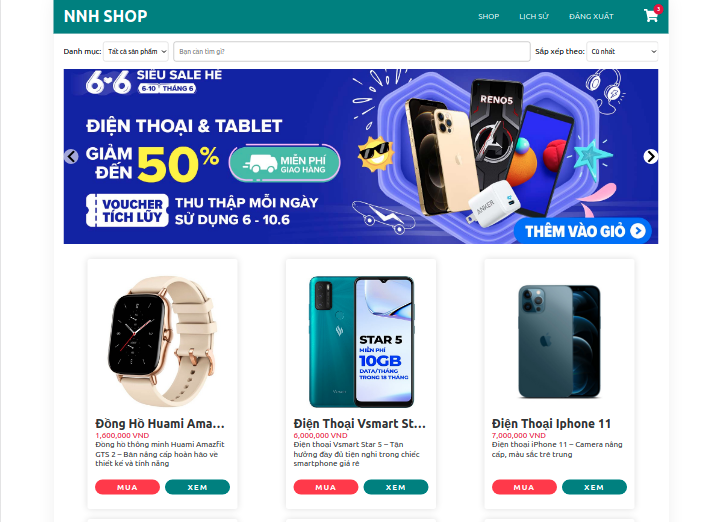 NNH SHOP
SHOP
LỊCH SỬ
ĐĂNG XUẤT
3
Danh mục:
Tất cả sản phẩm
Bạn cần tìm gì?
Sắp xếp theo:
Cũ nhất
6.6 SIÊU SALE HÈ
6-10 THÁNG 6
ĐIỆN THOẠI & TABLET
GIẢM ĐẾN 50%
MIỄN PHÍ
GIAO HÀNG
VOUCHER
TÍCH LŨY
THU THẬP MỖI NGÀY
SỬ DỤNG 6 - 10.6
RENO5
ANKER
THÊM VÀO GIỎ
STAR 5
MIỄN PHÍ
10GB
DATA/THÁNG
TRONG 18 THÁNG
Đồng Hồ Huami Ama...
1,600,000 VND
Đồng hồ thông minh Huami Amazfit
GTS 2 – Bản nâng cấp hoàn hảo về
thiết kế và tính năng
MUA
XEM
Điện Thoại Vsmart St...
6,000,000 VND
Điện thoại Vsmart Star 5 – Tận
hưởng đầy đủ tiện nghi trong chiếc
smartphone giá rẻ
MUA
XEM
Điện Thoại Iphone 11
7,000,000 VND
Điện thoại iPhone 11 – Camera nâng
cấp, màu sắc trẻ trung
MUA
XEM